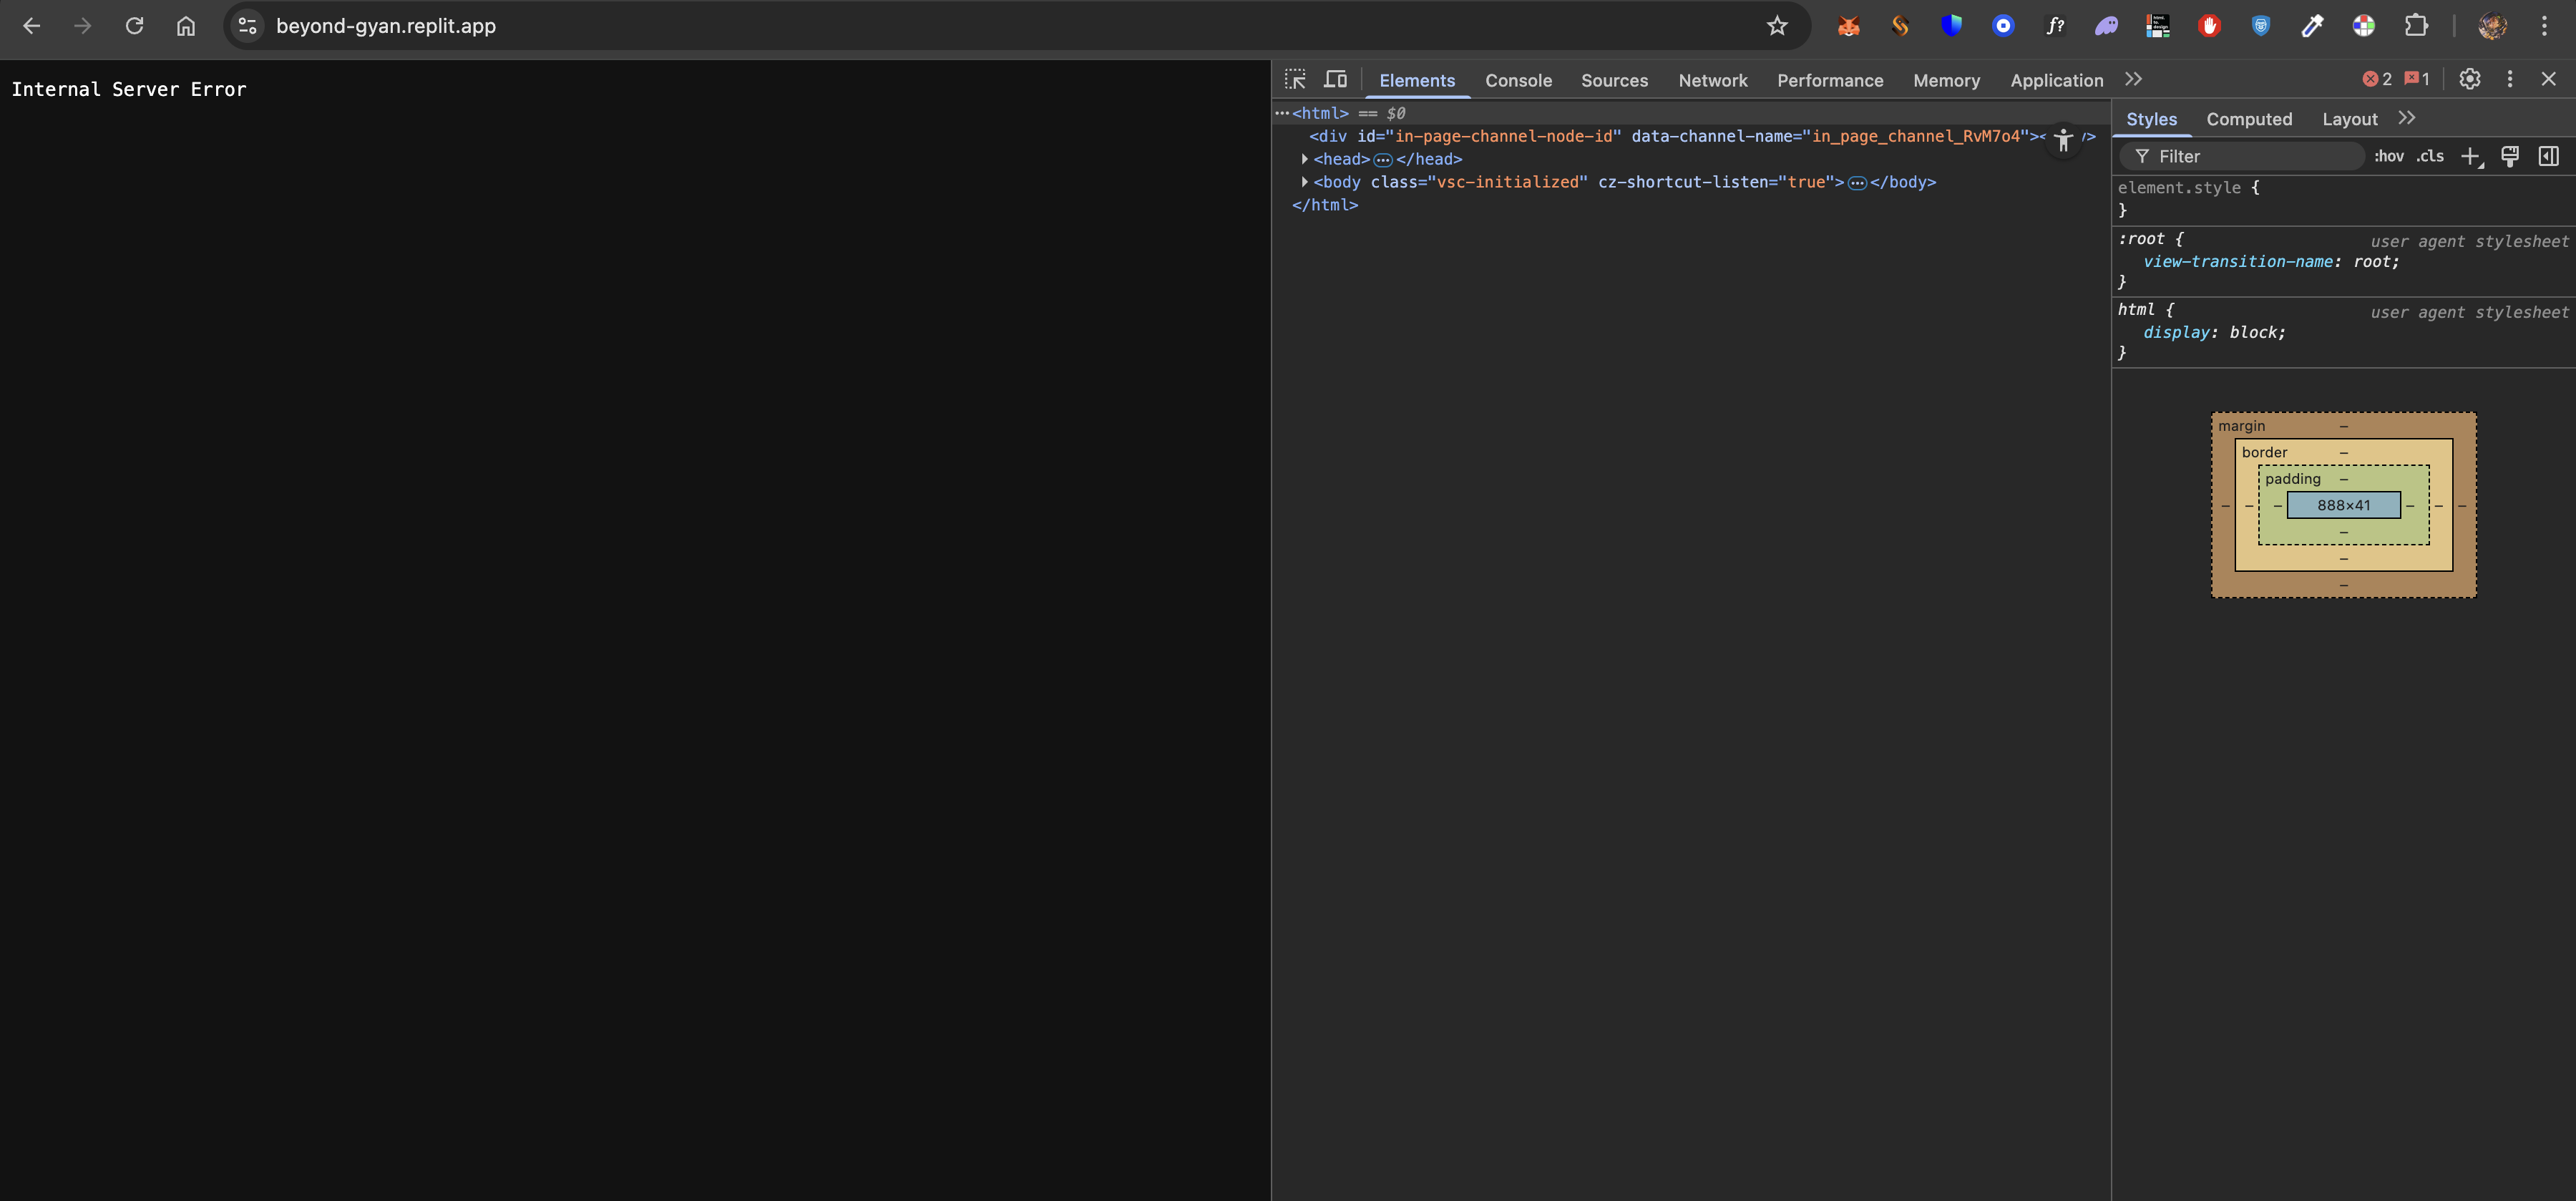 beyond-gyan.replit.app
f?
Internal Server Error
Elements Console Sources Network Performance Memory Application 2 1
<html> == $0
<div id="in-page-channel-node-id" data-channel-name="in_page_channel_RvM7o4">< />
<head></head>
<body class="vsc-initialized" cz-shortcut-listen="true"></body>
</html>
Styles Computed Layout
Filter :hov .cls
element.style {
}
:root { user agent stylesheet
view-transition-name: root;
}
html { user agent stylesheet
display: block;
}
margin –
border –
padding –
– – – 888×41 – – –
–
–
–